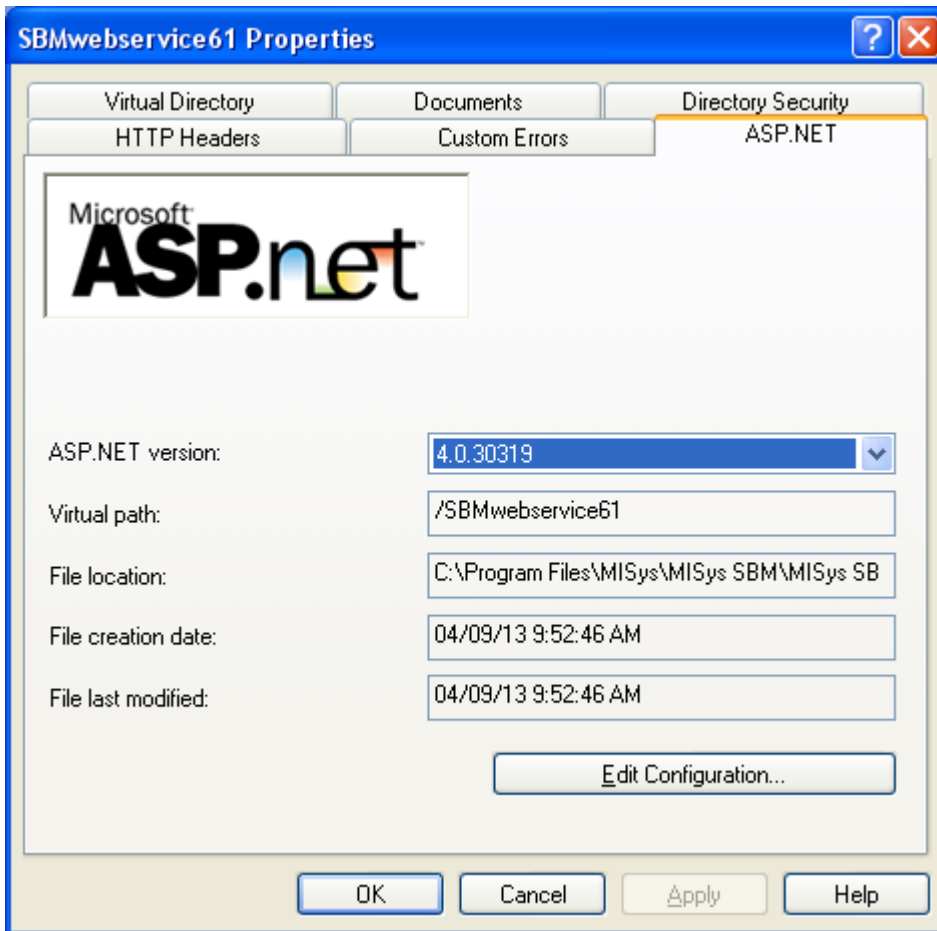 SBMwebservice61 Properties
Virtual Directory
Documents
Directory Security
HTTP Headers
Custom Errors
ASP.NET
Microsoft
ASP.net
ASP.NET version:
4.0.30319
Virtual path:
/SBMwebservice61
File location:
C:\Program Files\MISys\MISys SBM\MISys SB
File creation date:
04/09/13 9:52:46 AM
File last modified:
04/09/13 9:52:46 AM
Edit Configuration...
OK
Cancel
Apply
Help